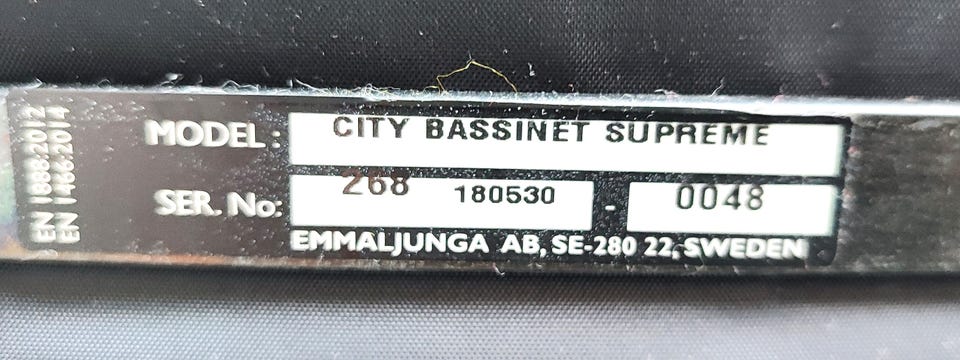 EN 1888:2012
EN 1466:2014
MODEL: CITY BASSINET SUPREME
SER. No: 268 180530 - 0048
EMMALJUNGA AB, SE-280 22, SWEDEN